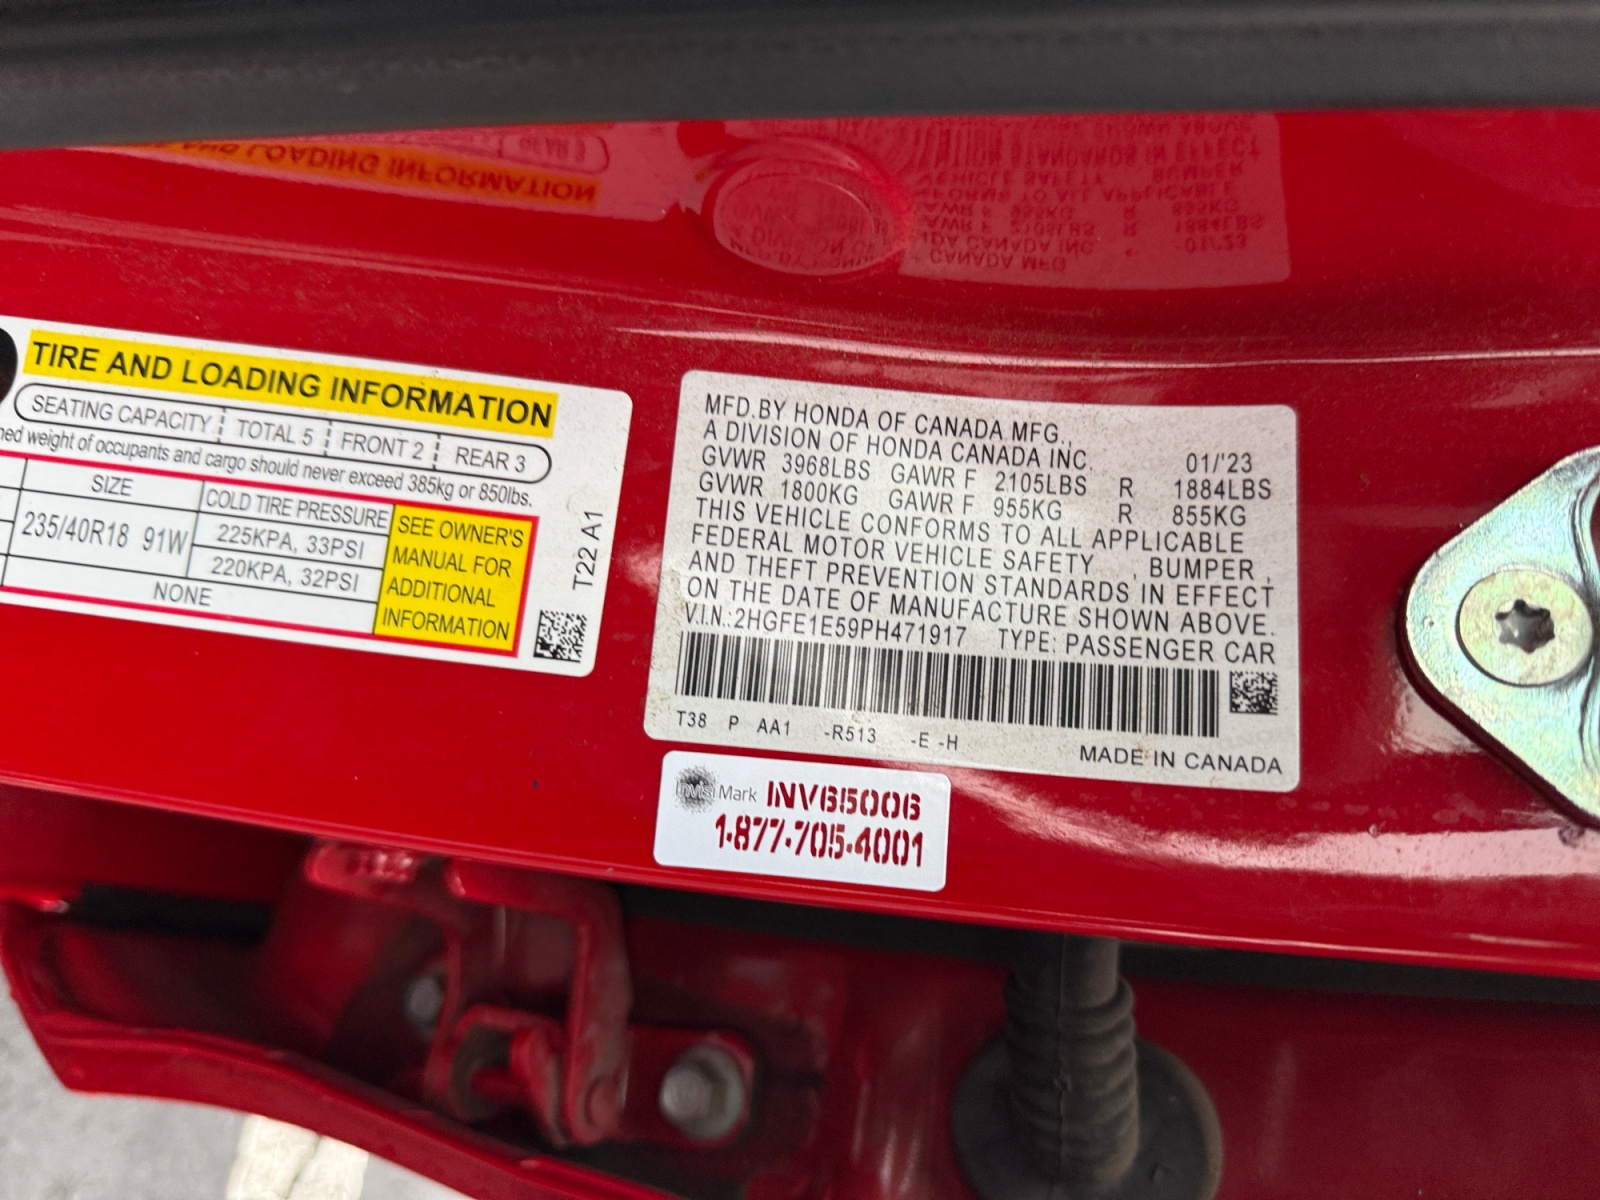 TIRE AND LOADING INFORMATION
SEATING CAPACITY TOTAL 5 FRONT 2 REAR 3
weight of occupants and cargo should never exceed 385kg or 850lbs.
SIZE COLD TIRE PRESSURE
235/40R18 91W 225KPA, 33PSI
220KPA, 32PSI
NONE
SEE OWNER'S
MANUAL FOR
ADDITIONAL
INFORMATION
T22 A1
MFD.BY HONDA OF CANADA MFG.,
A DIVISION OF HONDA CANADA INC. 01/'23
GVWR 3968LBS GAWR F 2105LBS R 1884LBS
GVWR 1800KG GAWR F 955KG R 855KG
THIS VEHICLE CONFORMS TO ALL APPLICABLE
FEDERAL MOTOR VEHICLE SAFETY , BUMPER ,
AND THEFT PREVENTION STANDARDS IN EFFECT
ON THE DATE OF MANUFACTURE SHOWN ABOVE.
V.I.N.:2HGFE1E59PH471917 TYPE: PASSENGER CAR
T38 P AA1 -R513 -E -H
MADE IN CANADA
InvisiMark INV65006
1-877-705-4001